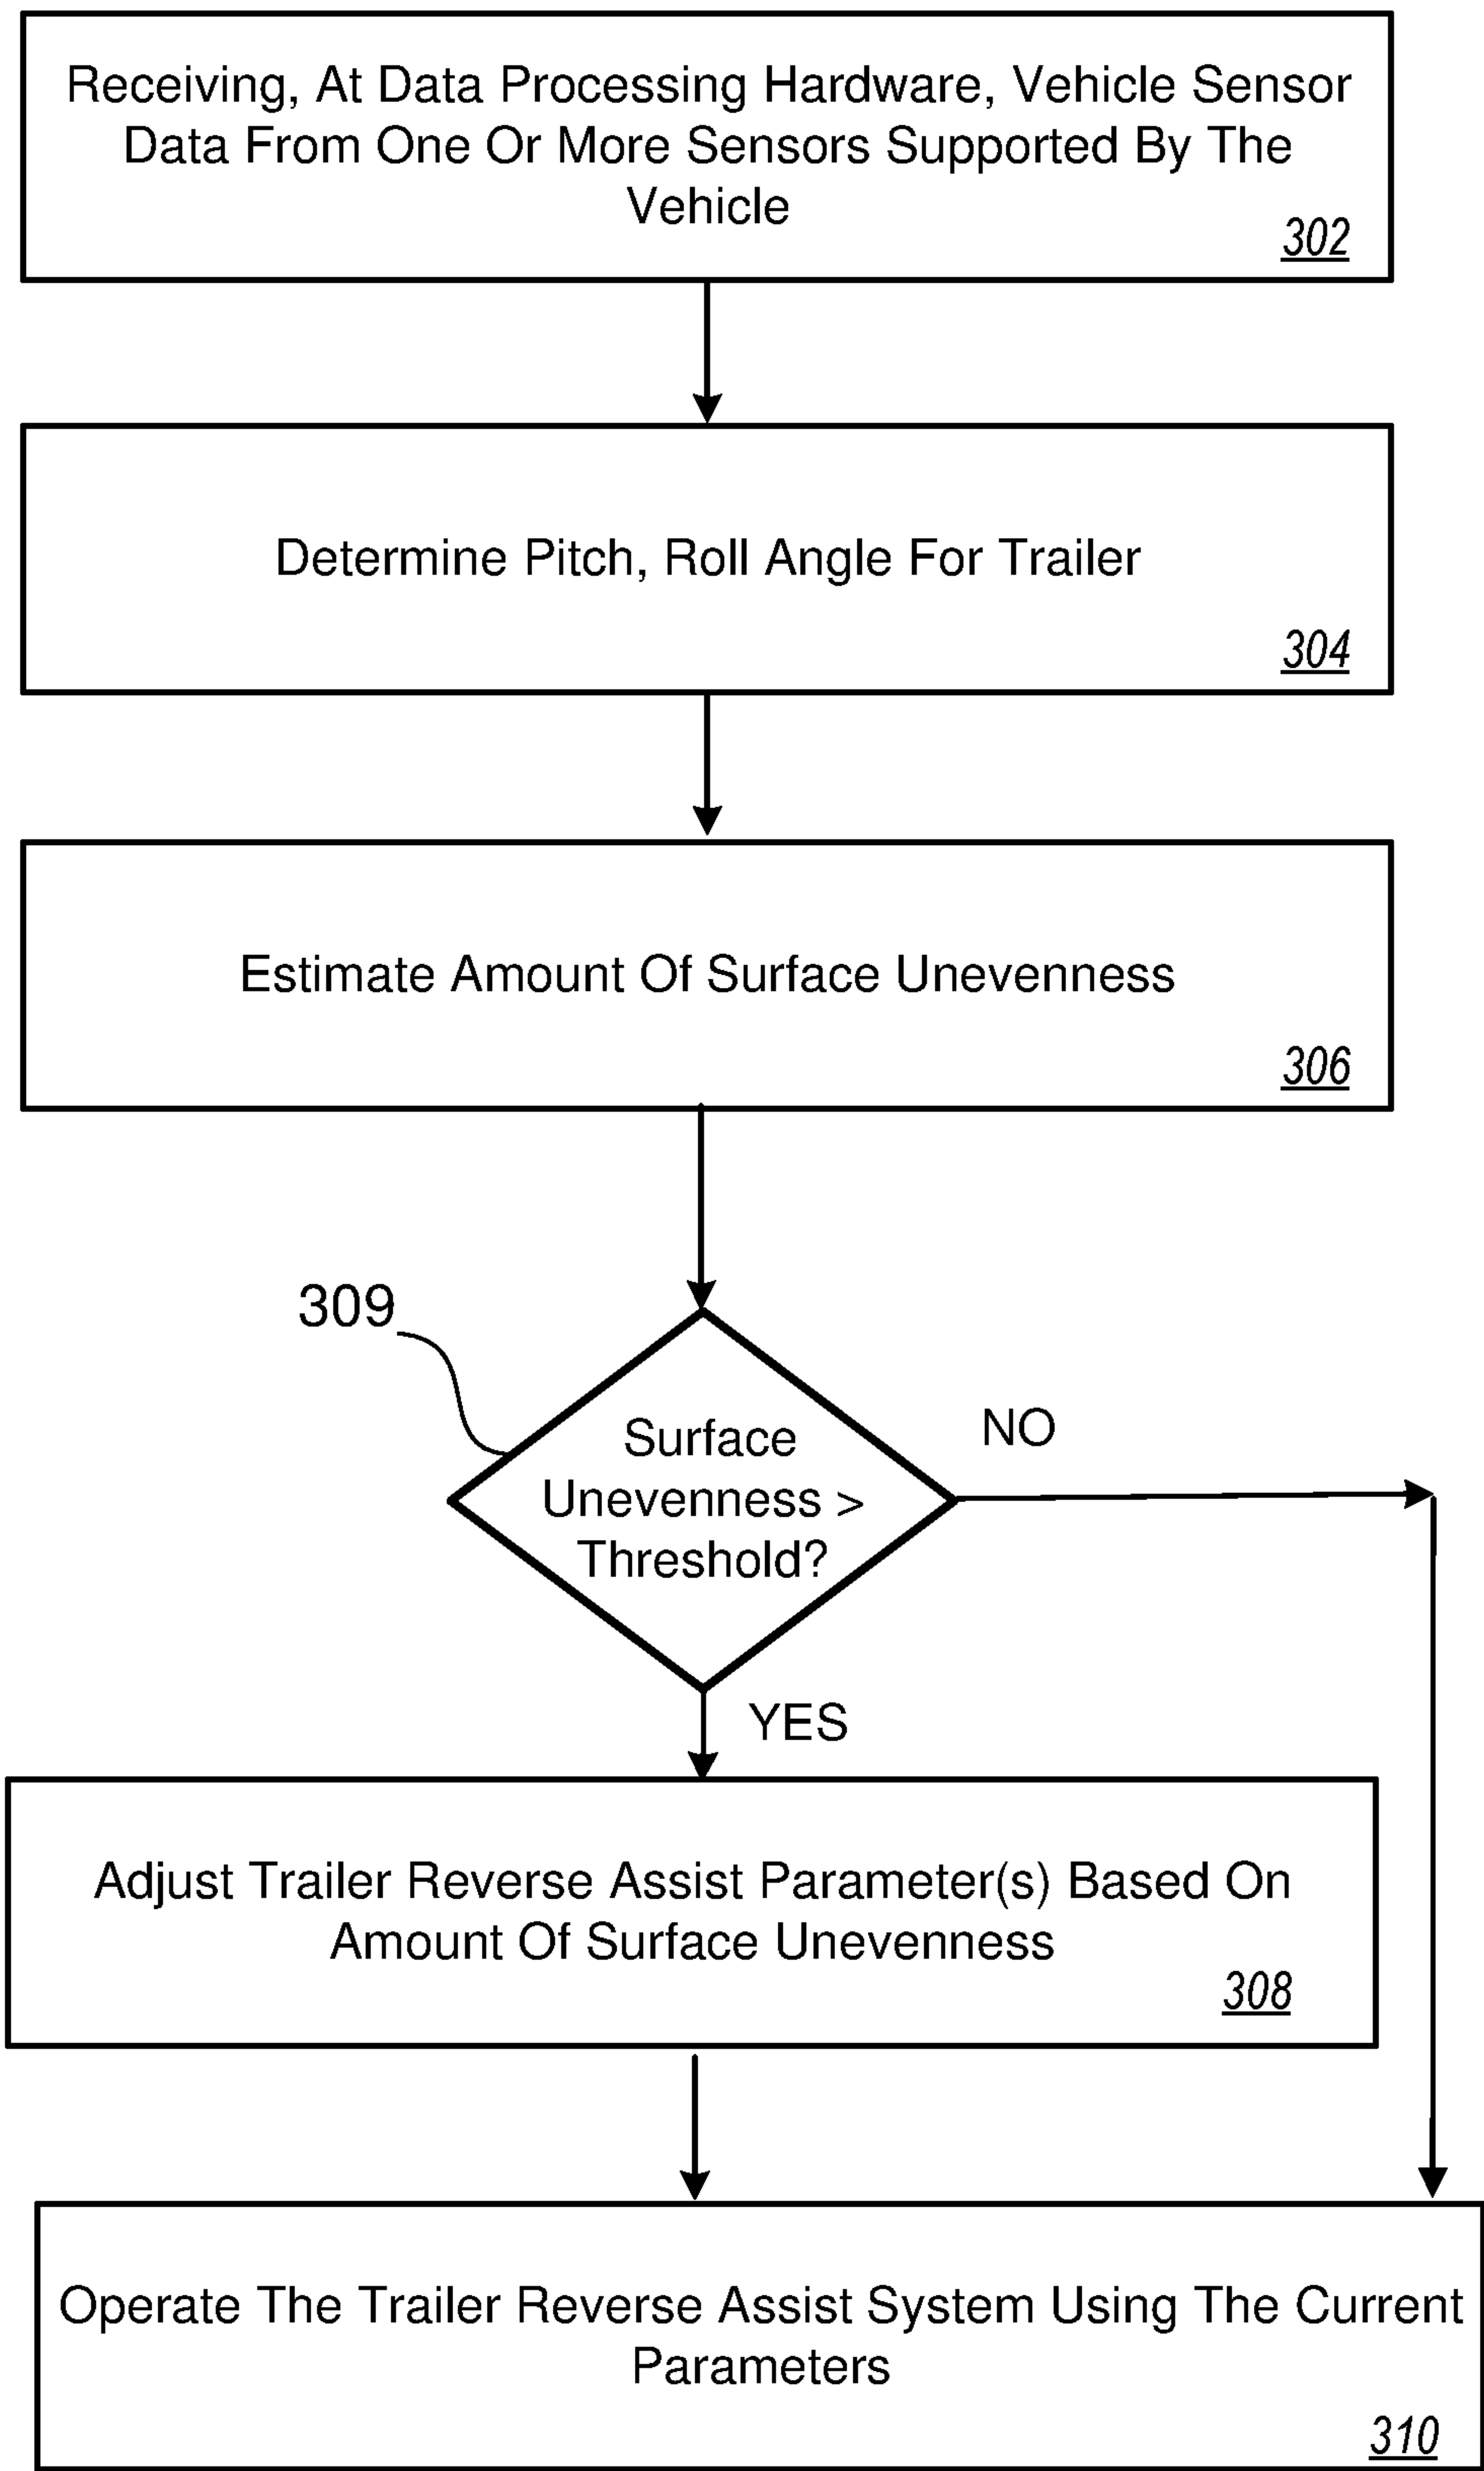 Receiving, At Data Processing Hardware, Vehicle Sensor
Data From One Or More Sensors Supported By The
Vehicle
302
Determine Pitch, Roll Angle For Trailer
304
Estimate Amount Of Surface Unevenness
306
309
Surface
Unevenness >
Threshold?
NO
YES
Adjust Trailer Reverse Assist Parameter(s) Based On
Amount Of Surface Unevenness
308
Operate The Trailer Reverse Assist System Using The Current
Parameters
310